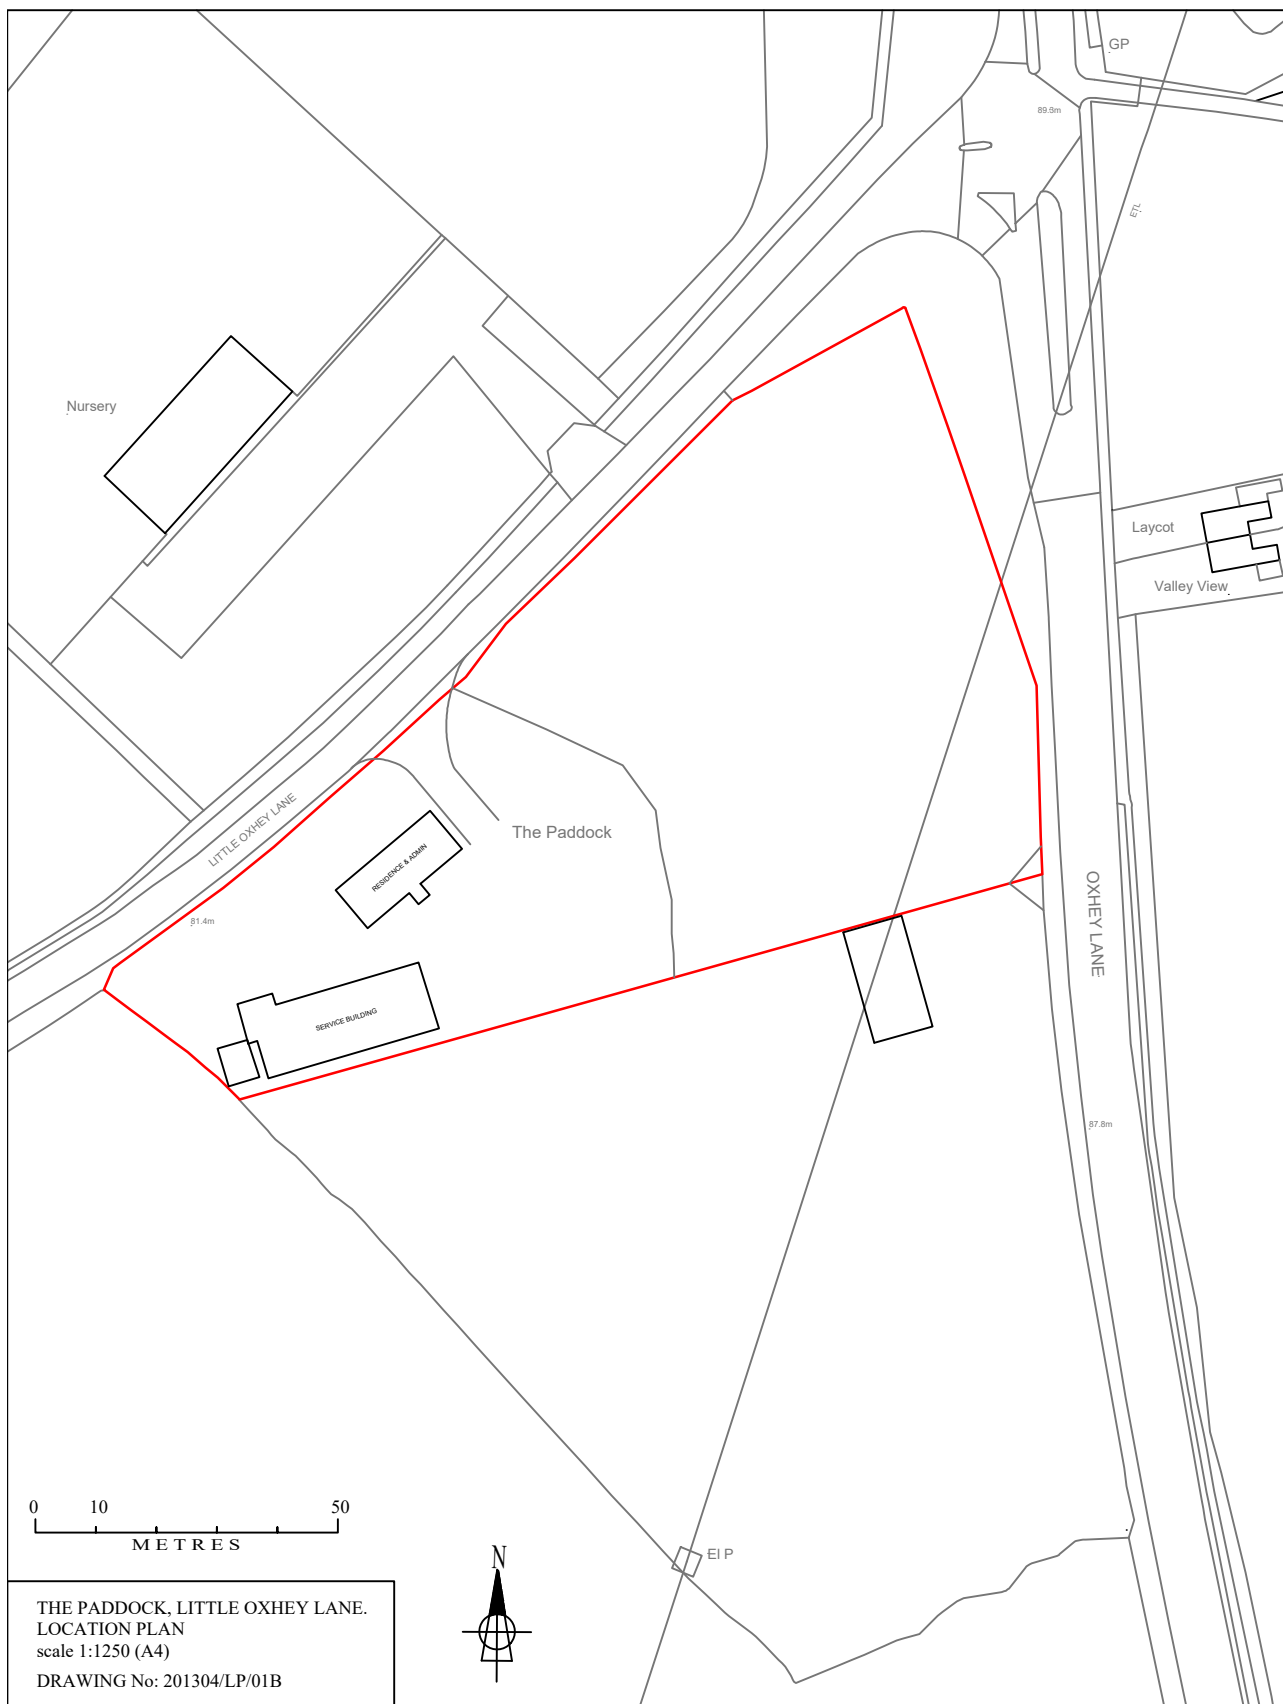 GP
89.6m
ETL
Nursery
Laycot
Valley View
The Paddock
LITTLE OXHEY LANE
RESIDENCE & ADMIN
81.4m
OXHEY LANE
SERVICE BUILDING
87.8m
0 10 50
METRES
N
El P
THE PADDOCK, LITTLE OXHEY LANE.
LOCATION PLAN
scale 1:1250 (A4)
DRAWING No: 201304/LP/01B